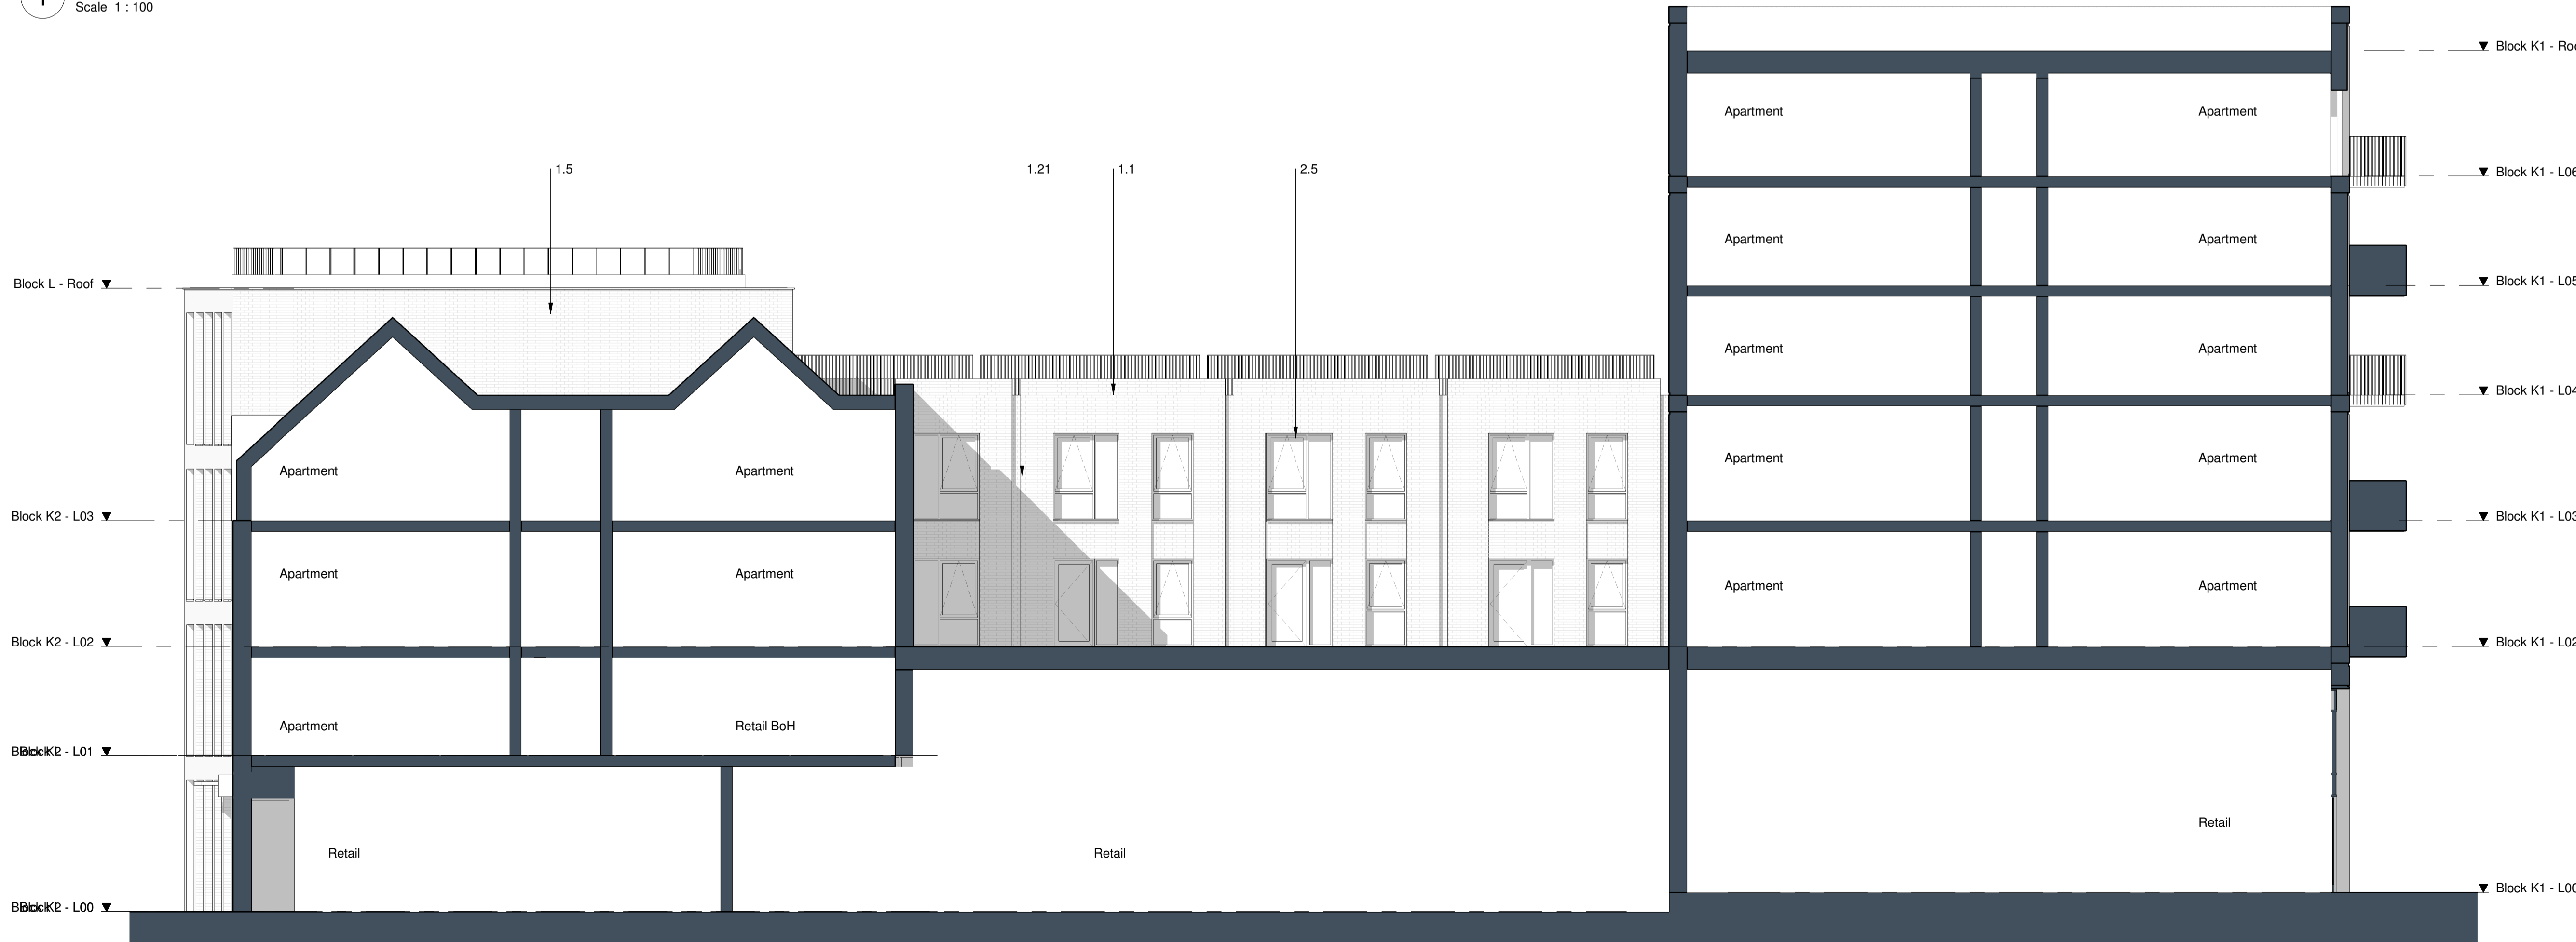 1
Scale 1 : 100
Block K1 - Roo
Apartment
Apartment
1.5
1.21
1.1
2.5
Block K1 - L06
Apartment
Apartment
Block L - Roof
Block K1 - L05
Apartment
Apartment
Block K1 - L04
Apartment
Apartment
Apartment
Apartment
Block K2 - L03
Block K1 - L03
Apartment
Apartment
Apartment
Apartment
Block K2 - L02
Block K1 - L02
Apartment
Retail BoH
Block K2 - L01
Retail
Retail
Retail
Block K2 - L00
Block K1 - L00